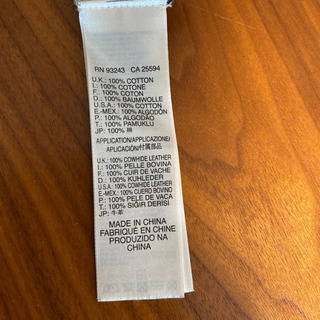 RN 93243 CA 25594
U.K.: 100% COTTON
I: 100% COTONE
F.: 100% COTON
D.: 100% BAUMWOLLE
U.S.A.: 100% COTTON
E.-MEX.: 100% ALGODÓN
P.: 100% ALGODÃO
T.: 100% PAMUKLU
JP: 100% 綿
APPLICATION/APPLICAZIONE/
APLICACIÓN/付属部品
U.K.: 100% COWHIDE LEATHER
I: 100% PELLE BOVINA
F.: 100% CUIR DE VACHE
D.: 100% KUHLEDER
U.S.A: 100% COWHIDE LEATHER
E-MEX: 100% CUERO BOVINO
P.: 100% PELE DE VACA
T.: 100% SIGIR DERISI
JP: 牛革
MADE IN CHINA
FABRIQUÉ EN CHINE
PRODUZIDO NA
CHINA